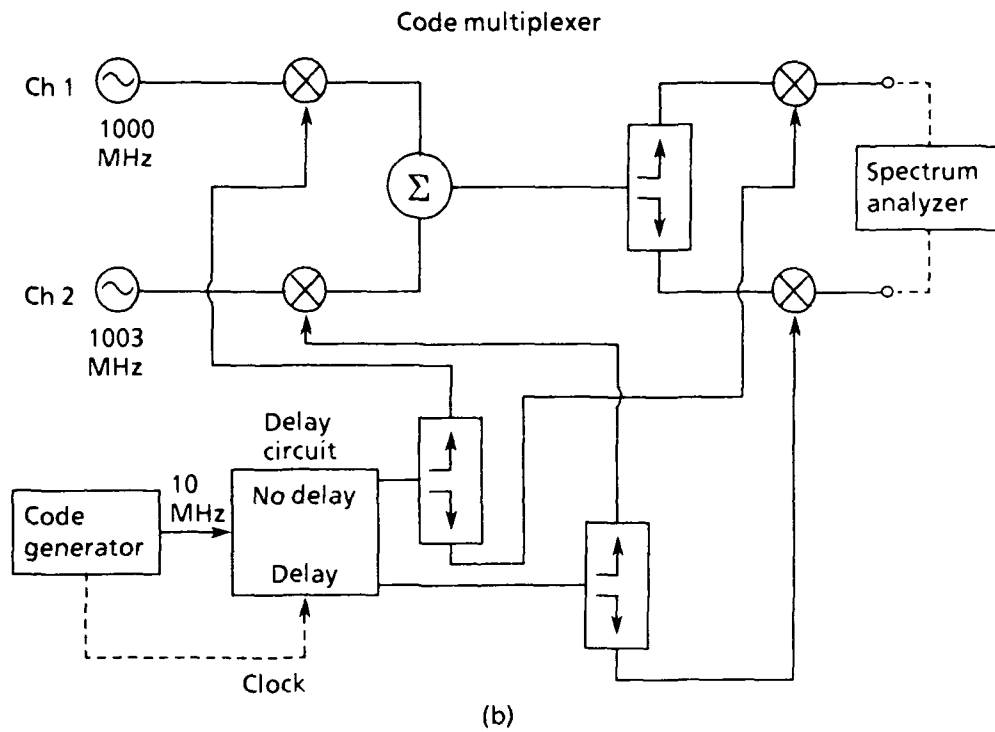 Code multiplexer
Ch 1
1000
MHz
Σ
Spectrum
analyzer
Ch 2
1003
MHz
Delay
circuit
10
MHz
No delay
Code
generator
Delay
Clock
(b)